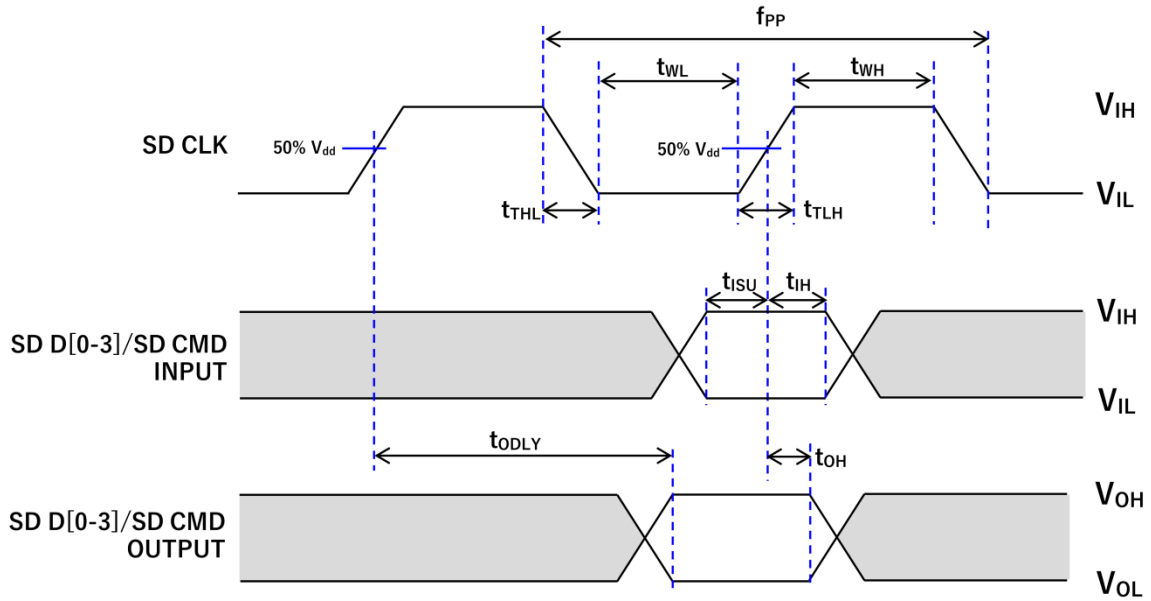 fPP
tWL
tWH
VIH
SD CLK
50% Vdd
50% Vdd
VIL
tTHL
tTLH
tISU
tIH
VIH
SD D[0-3]/SD CMD
INPUT
VIL
tODLY
tOH
VOH
SD D[0-3]/SD CMD
OUTPUT
VOL